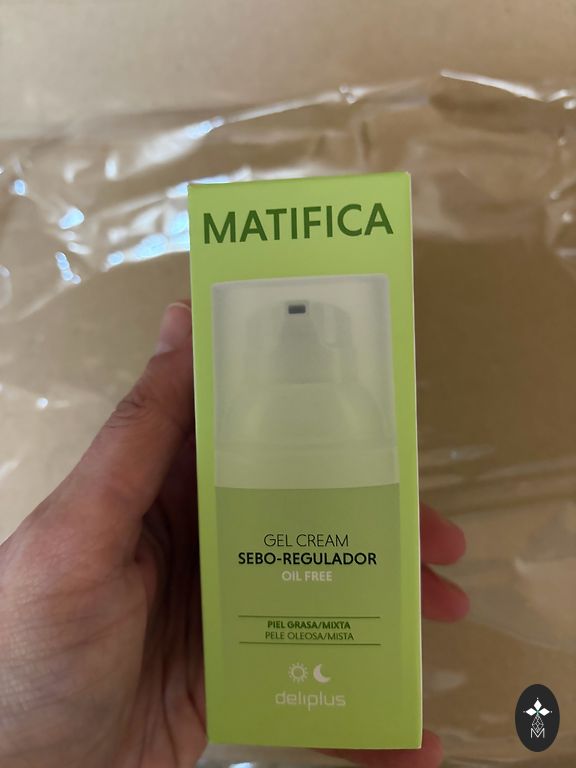 MATIFICA
GEL CREAM
SEBO-REGULADOR
OIL FREE
PIEL GRASA/MIXTA
PELE OLEOSA/MISTA
deliplus
M